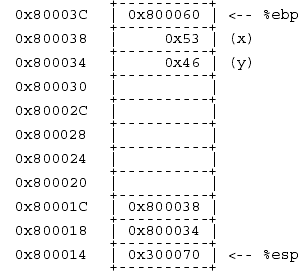 0x80003C | 0x800060 | <-- %ebp
0x800038 | 0x53 | (x)
0x800034 | 0x46 | (y)
0x800030 | |
0x80002C | |
0x800028 | |
0x800024 | |
0x800020 | |
0x80001C | 0x800038 |
0x800018 | 0x800034 |
0x800014 | 0x300070 | <-- %esp